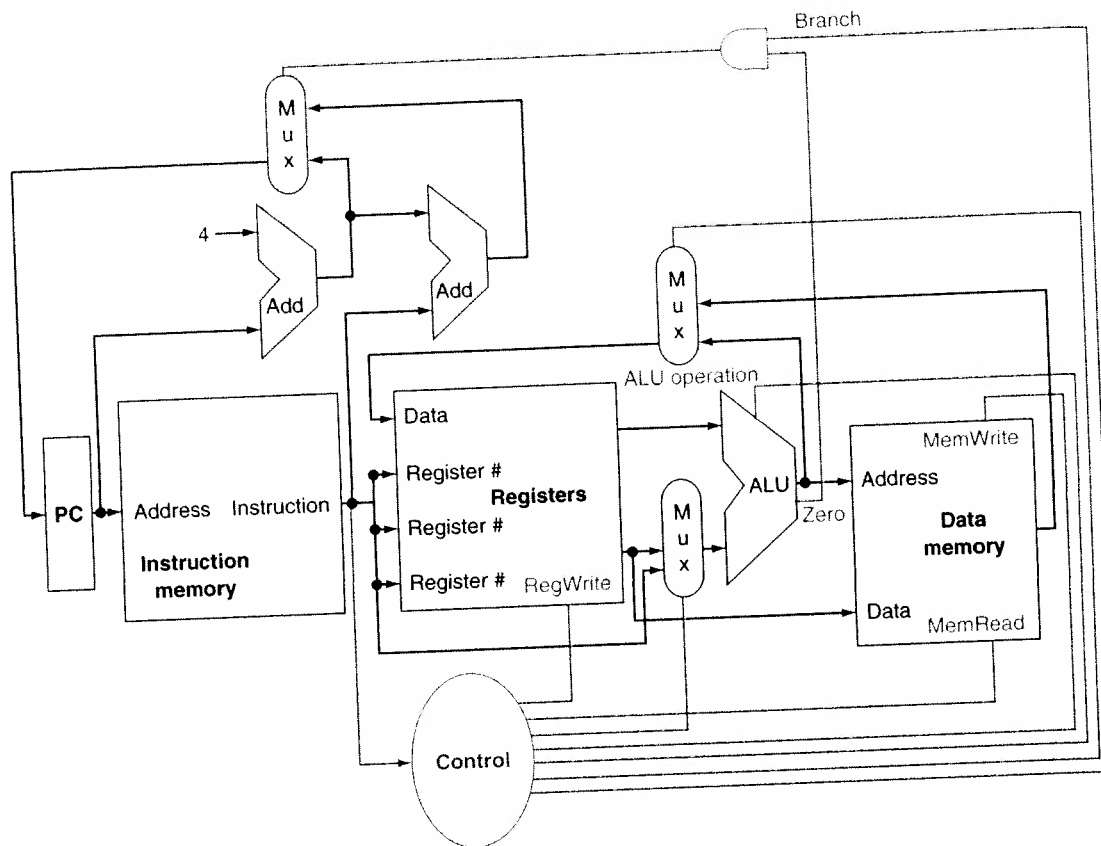 Branch
M
u
x
4
Add
Add
M
u
x
ALU operation
Data
Register #
Registers
Register #
Register #
RegWrite
PC
Address
Instruction
Instruction
memory
M
u
x
ALU
Zero
MemWrite
Address
Data
memory
Data
MemRead
Control